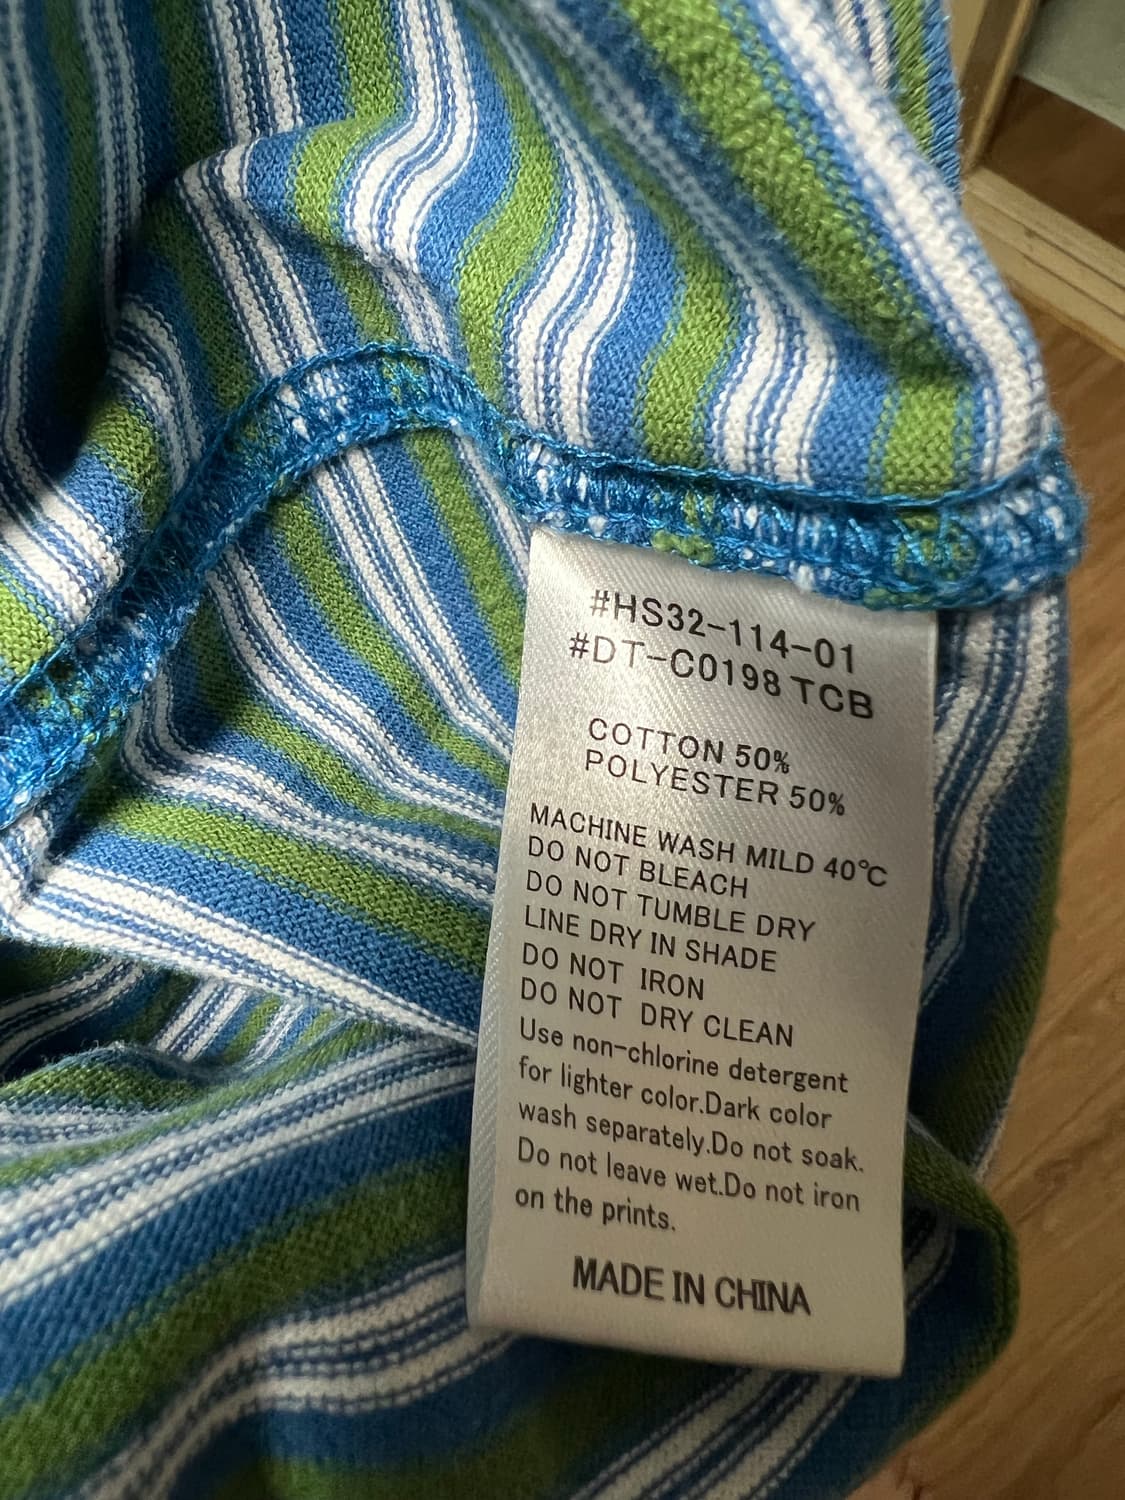 #HS32-114-01
#DT-C0198 TCB
COTTON 50%
POLYESTER 50%
MACHINE WASH MILD 40℃
DO NOT BLEACH
DO NOT TUMBLE DRY
LINE DRY IN SHADE
DO NOT IRON
DO NOT DRY CLEAN
Use non-chlorine detergent
for lighter color.Dark color
wash separately.Do not soak.
Do not leave wet.Do not iron
on the prints.
MADE IN CHINA